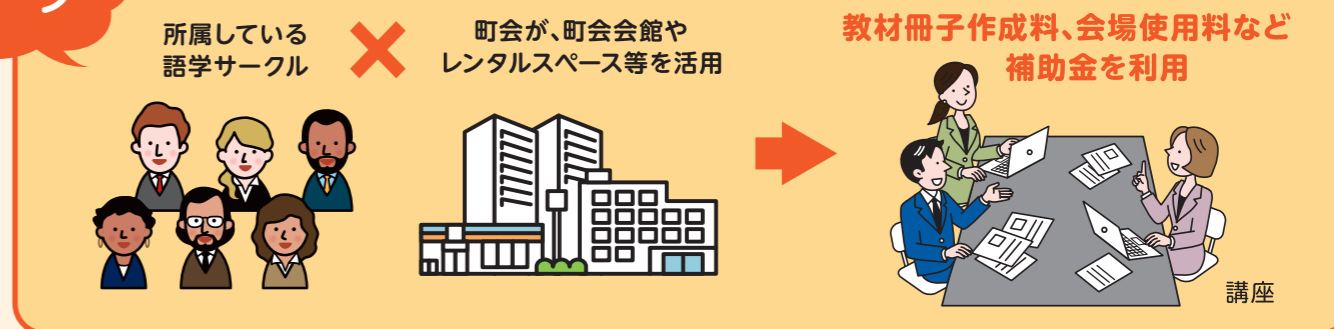 所属している
語学サークル
町会が、町会会館や
レンタルスペース等を活用
教材冊子作成料、会場使用料など
補助金を利用
講座